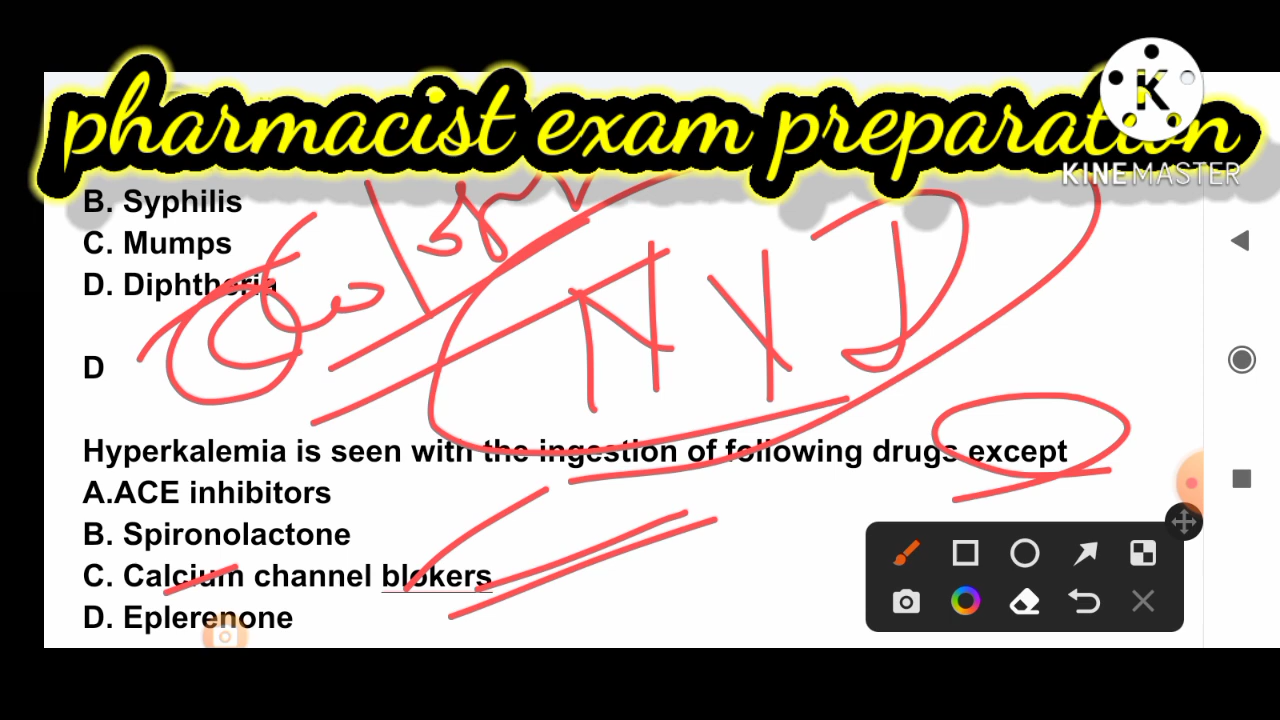 pharmacist exam preparation
K
KINEMASTER
B. Syphilis
C. Mumps
D. Diphtheria
D
Hyperkalemia is seen with the ingestion of following drugs except
A.ACE inhibitors
B. Spironolactone
C. Calcium channel blokers
D. Eplerenone